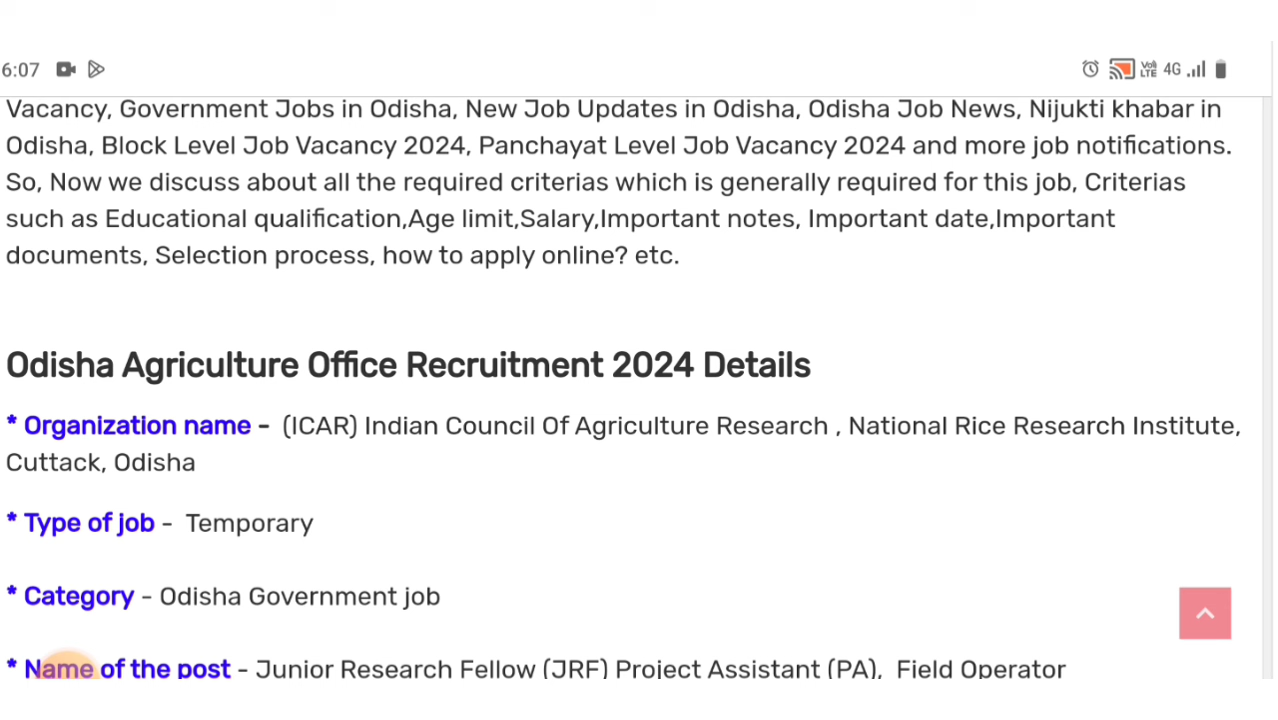 6:07 4G
Vacancy, Government Jobs in Odisha, New Job Updates in Odisha, Odisha Job News, Nijukti khabar in
Odisha, Block Level Job Vacancy 2024, Panchayat Level Job Vacancy 2024 and more job notifications.
So, Now we discuss about all the required criterias which is generally required for this job, Criterias
such as Educational qualification,Age limit,Salary,Important notes, Important date,Important
documents, Selection process, how to apply online? etc.
Odisha Agriculture Office Recruitment 2024 Details
* Organization name - (ICAR) Indian Council Of Agriculture Research , National Rice Research Institute,
Cuttack, Odisha
* Type of job - Temporary
* Category - Odisha Government job
* Name of the post - Junior Research Fellow (JRF) Project Assistant (PA), Field Operator